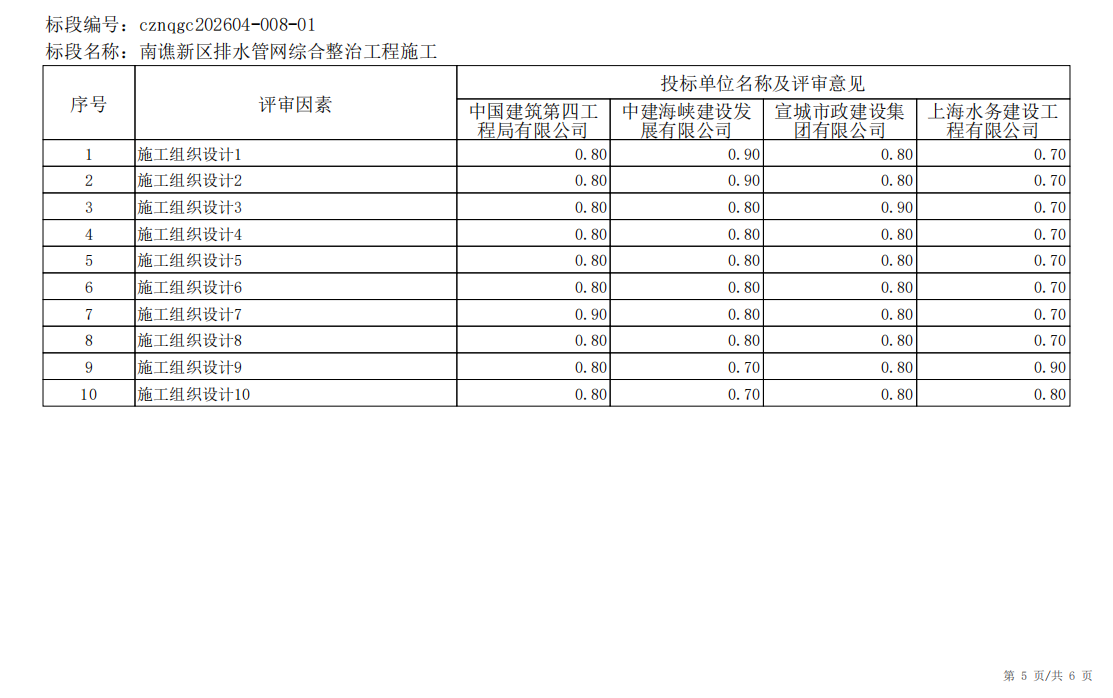 标段编号：cznqgc202604-008-01
标段名称：南谯新区排水管网综合整治工程施工
序号 评审因素 投标单位名称及评审意见
中国建筑第四工程局有限公司 中建海峡建设发展有限公司 宣城市政建设集团有限公司 上海水务建设工程有限公司
1 施工组织设计1 0.80 0.90 0.80 0.70
2 施工组织设计2 0.80 0.90 0.80 0.70
3 施工组织设计3 0.80 0.80 0.90 0.70
4 施工组织设计4 0.80 0.80 0.80 0.70
5 施工组织设计5 0.80 0.80 0.80 0.70
6 施工组织设计6 0.80 0.80 0.80 0.70
7 施工组织设计7 0.90 0.80 0.80 0.70
8 施工组织设计8 0.80 0.80 0.80 0.70
9 施工组织设计9 0.80 0.70 0.80 0.90
10 施工组织设计10 0.80 0.70 0.80 0.80
第 5 页/共 6 页